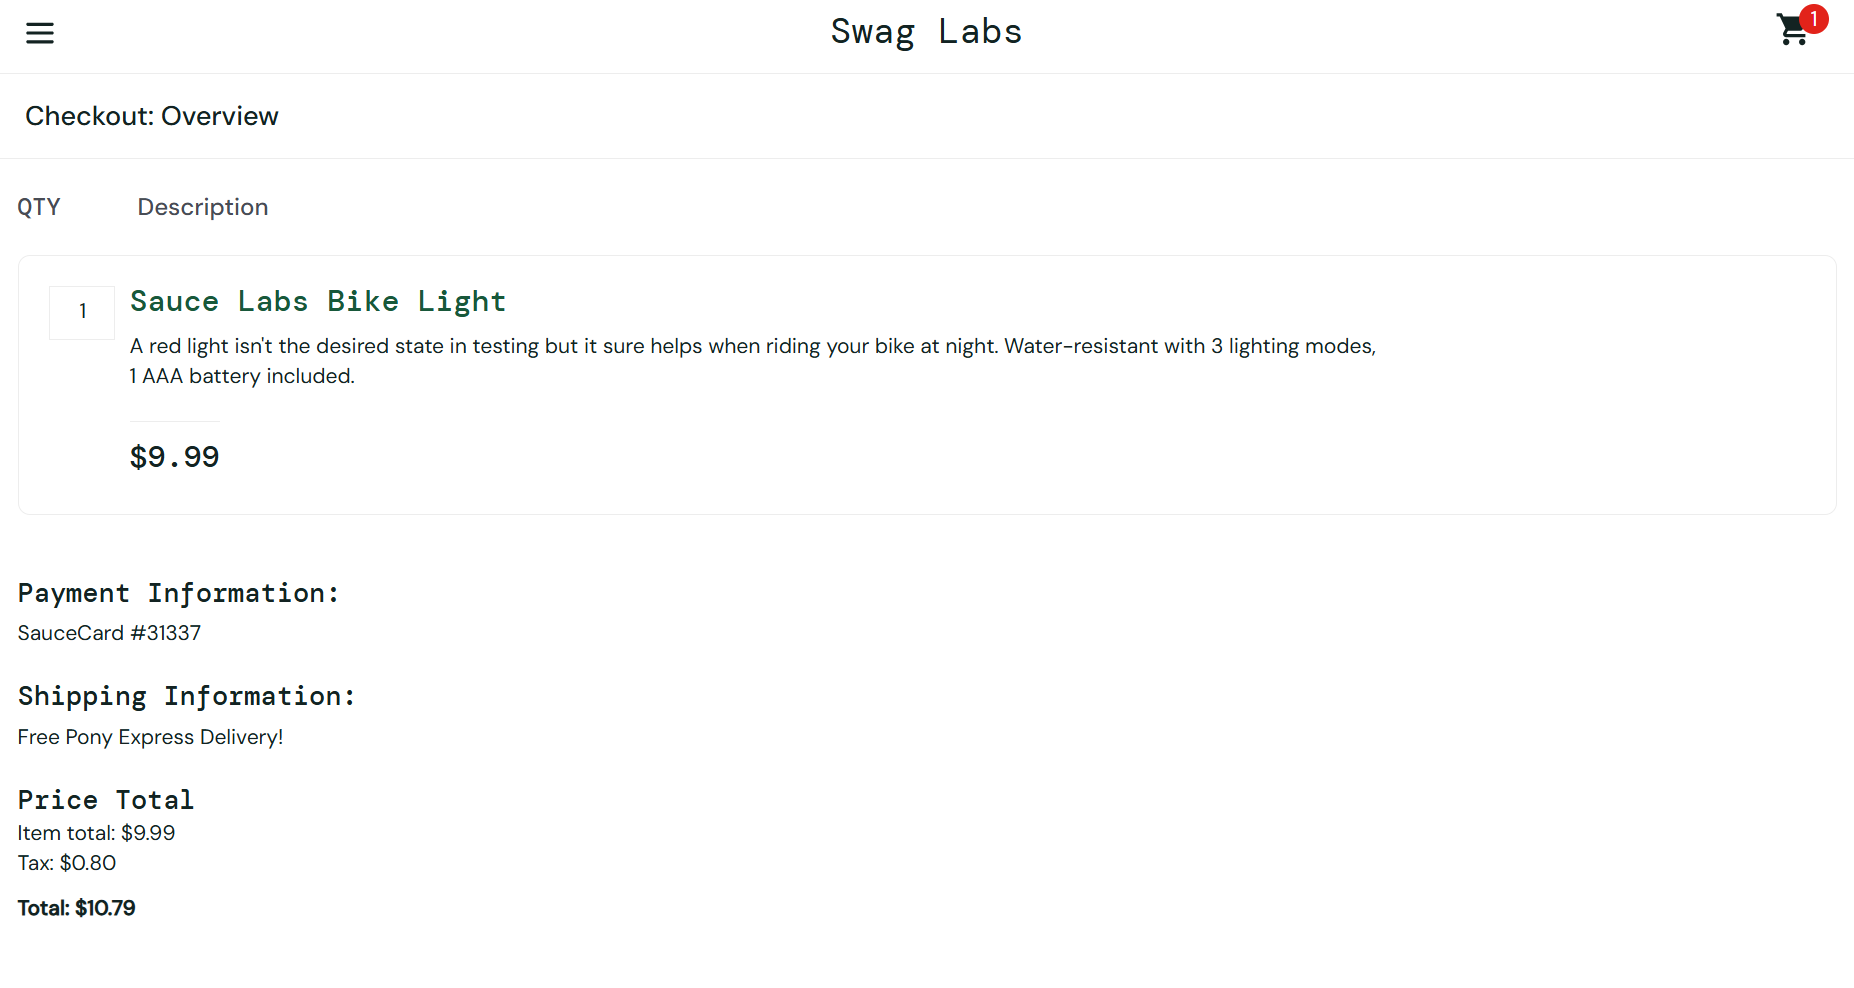 Swag Labs
1
Checkout: Overview
QTY
Description
1
Sauce Labs Bike Light
A red light isn't the desired state in testing but it sure helps when riding your bike at night. Water-resistant with 3 lighting modes,
1 AAA battery included.
$9.99
Payment Information:
SauceCard #31337
Shipping Information:
Free Pony Express Delivery!
Price Total
Item total: $9.99
Tax: $0.80
Total: $10.79